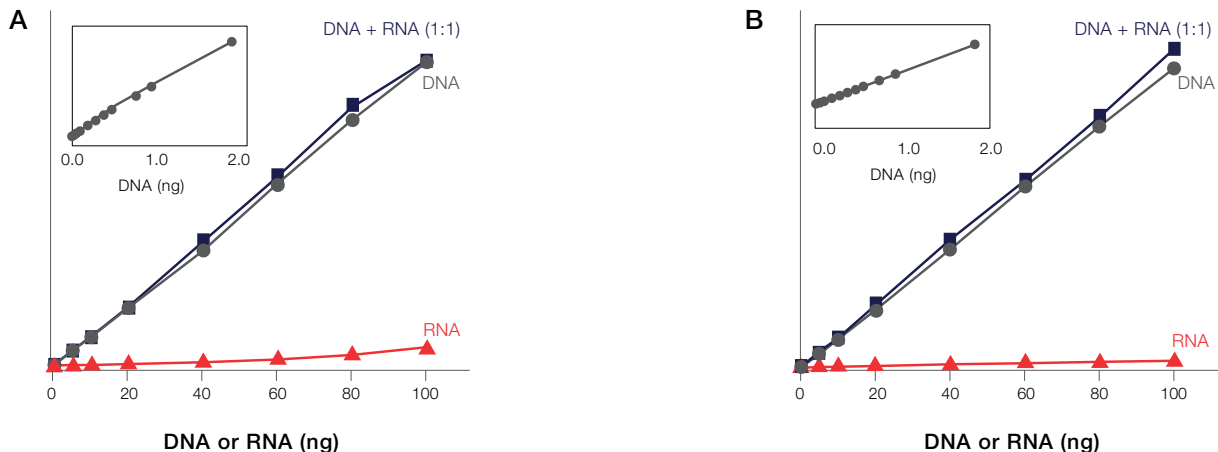 A
DNA + RNA (1:1)
DNA
0.0 1.0 2.0
DNA (ng)
RNA
0 20 40 60 80 100
DNA or RNA (ng)
B
DNA + RNA (1:1)
DNA
0.0 1.0 2.0
DNA (ng)
RNA
0 20 40 60 80 100
DNA or RNA (ng)